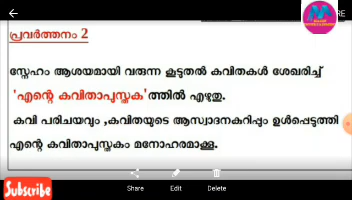 RE
പ്രവർത്തനം 2
സ്നേഹം ആശയമായി വരുന്ന കൂടുതൽ കവിതകൾ ശേഖരിച്ച്
'എന്റെ കവിതാപുസ്തക'ത്തിൽ എഴുതു.
കവി പരിചയവും ,കവിതയുടെ ആസ്വാദനകുറിപ്പും ഉൾപ്പെടുത്തി
എന്റെ കവിതാപുസ്തകം മനോഹരമാക്കൂ.
Share Edit Delete
Subscribe